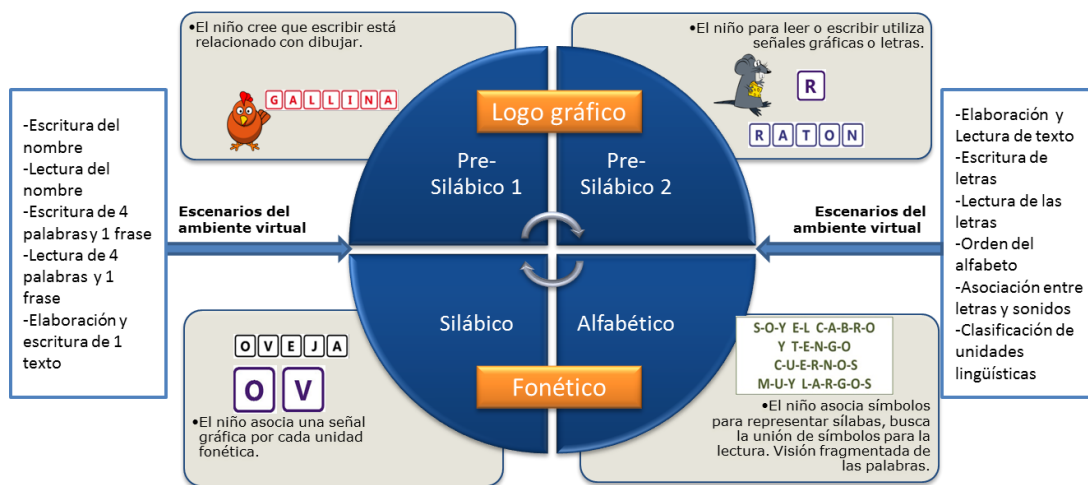 •El niño cree que escribir está
relacionado con dibujar.
GALLINA
•El niño para leer o escribir utiliza
señales gráficas o letras.
R
RATON
-Escritura del
nombre
-Lectura del
nombre
-Escritura de 4
palabras y 1 frase
-Lectura de 4
palabras y 1
frase
-Elaboración y
escritura de 1
texto
Escenarios del
ambiente virtual
Logo gráfico
Pre-
Silábico 1
Pre-
Silábico 2
Silábico
Alfabético
Fonético
Escenarios del
ambiente virtual
-Elaboración y
Lectura de texto
-Escritura de
letras
-Lectura de las
letras
-Orden del
alfabeto
-Asociación entre
letras y sonidos
-Clasificación de
unidades
lingüísticas
OVEJA
O V
•El niño asocia una señal
gráfica por cada unidad
fonética.
S-O-Y E-L C-A-B-R-O
Y T-E-N-G-O
C-U-E-R-N-O-S
M-U-Y L-A-R-G-O-S
•El niño asocia símbolos
para representar sílabas, busca
la unión de símbolos para la
lectura. Visión fragmentada de
las palabras.